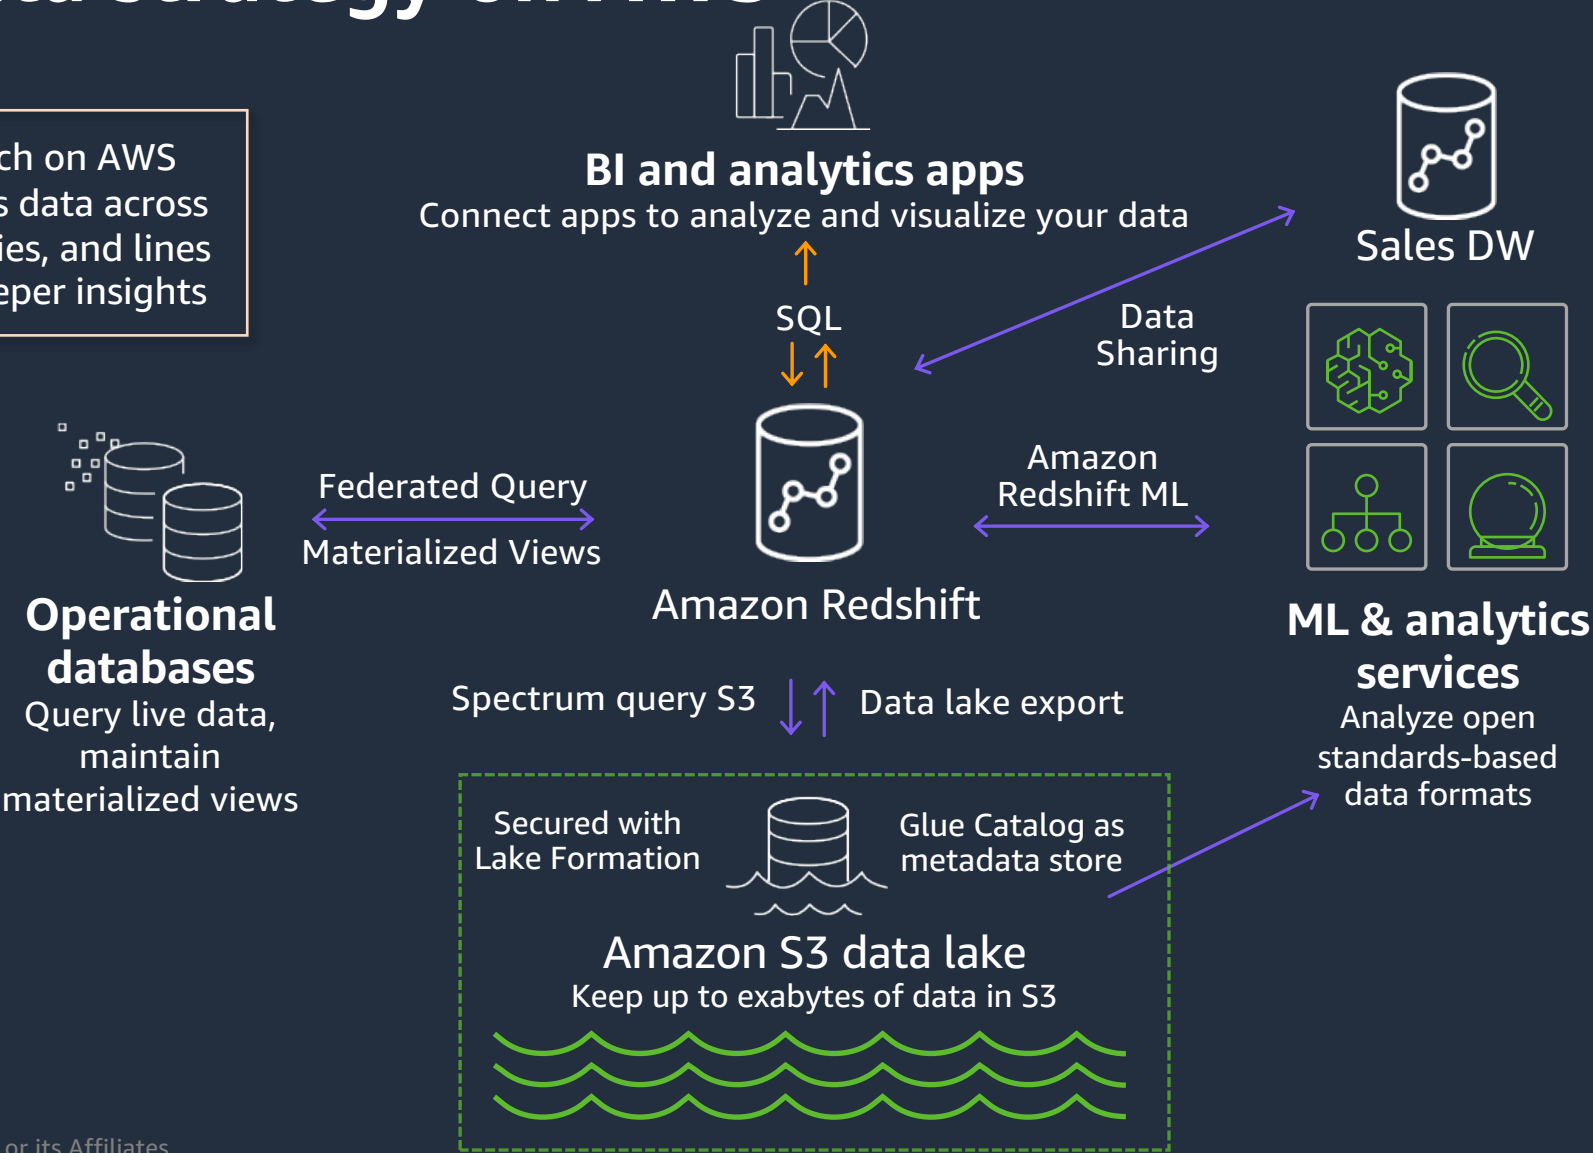 strategy on AWS
ch on AWS
s data across
ies, and lines
eper insights
BI and analytics apps
Connect apps to analyze and visualize your data
SQL
Sales DW
Data
Sharing
Federated Query
Materialized Views
Amazon
Redshift ML
Amazon Redshift
Operational
databases
Query live data,
maintain
materialized views
ML & analytics
services
Analyze open
standards-based
data formats
Spectrum query S3
Data lake export
Secured with
Lake Formation
Glue Catalog as
metadata store
Amazon S3 data lake
Keep up to exabytes of data in S3
or its Affiliates